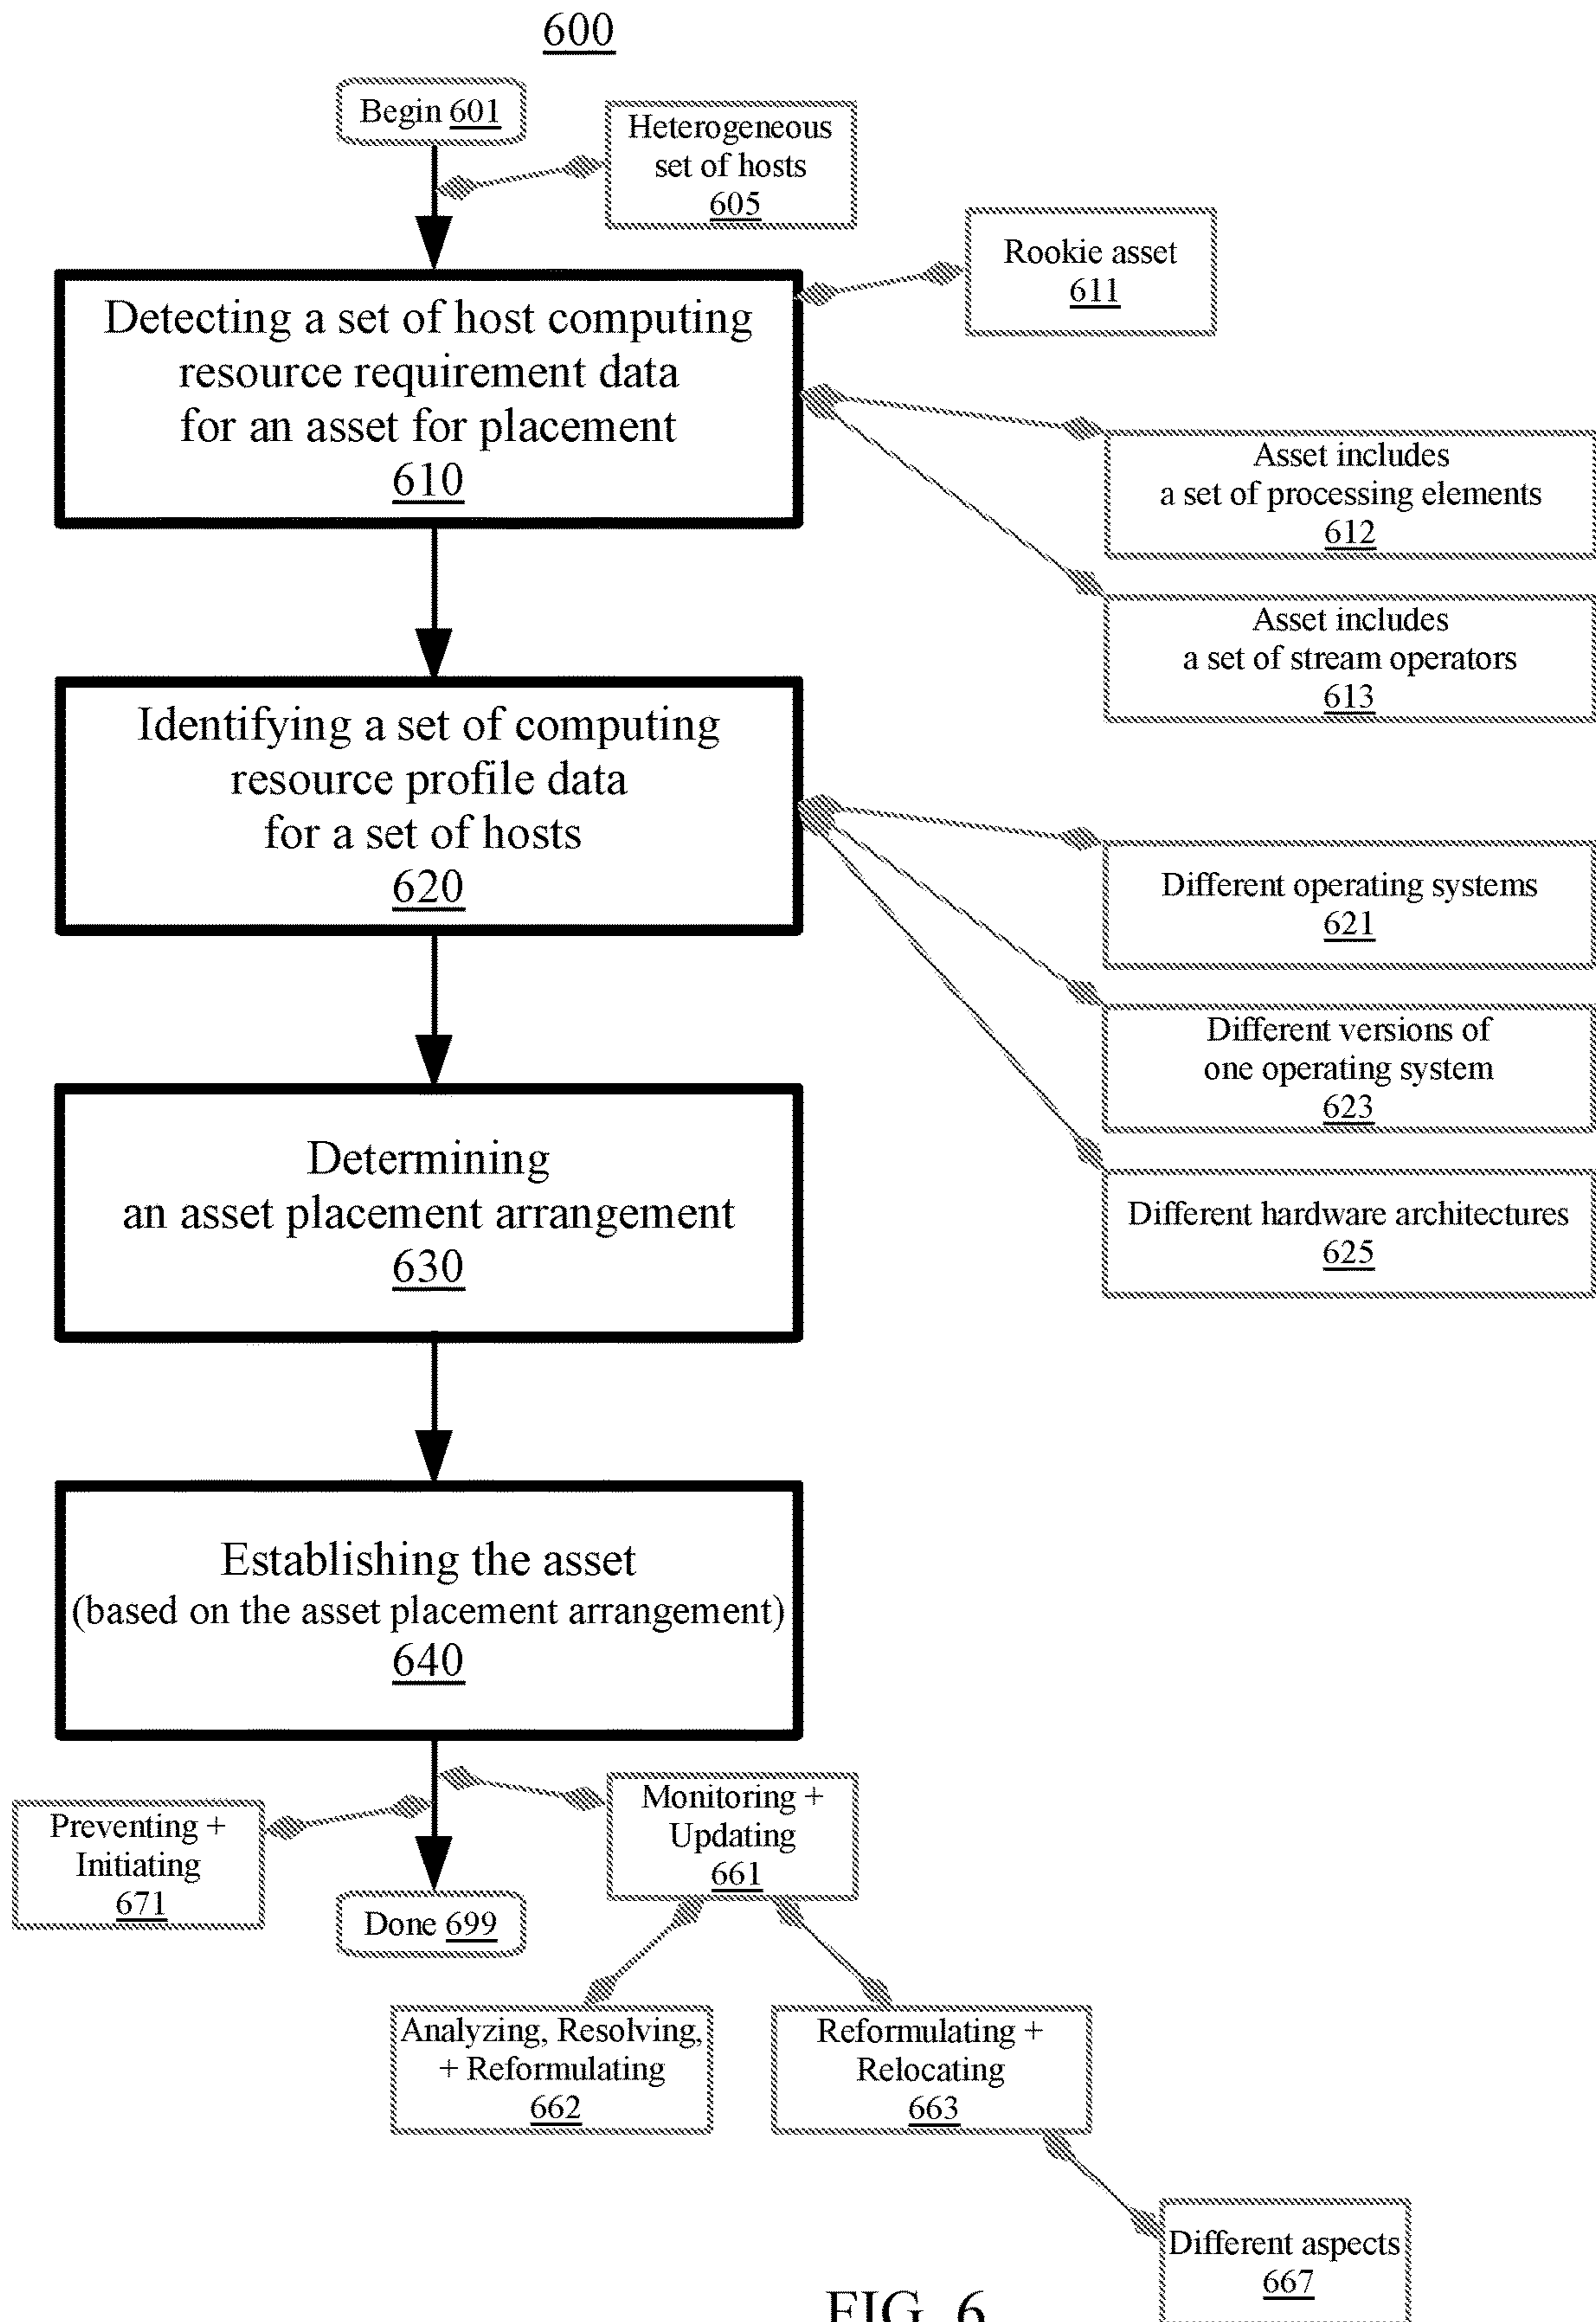 600
Begin 601
Heterogeneous
set of hosts
605
Rookie asset
611
Detecting a set of host computing
resource requirement data
for an asset for placement
610
Asset includes
a set of processing elements
612
Asset includes
a set of stream operators
613
Identifying a set of computing
resource profile data
for a set of hosts
620
Different operating systems
621
Different versions of
one operating system
623
Different hardware architectures
625
Determining
an asset placement arrangement
630
Establishing the asset
(based on the asset placement arrangement)
640
Preventing +
Initiating
671
Monitoring +
Updating
661
Done 699
Analyzing, Resolving,
+ Reformulating
662
Reformulating +
Relocating
663
Different aspects
667
FIG. 6